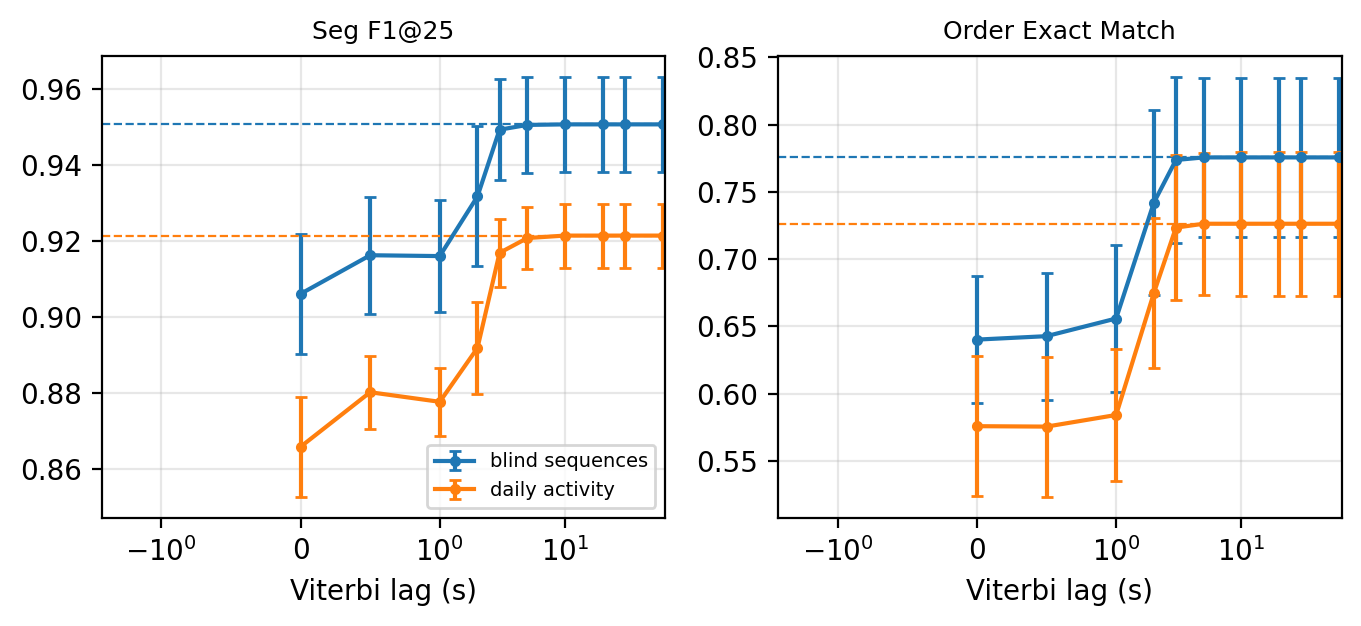 Seg F1@25
0.96
0.94
0.92
0.90
0.88
0.86
blind sequences
daily activity
−10⁰ 0 10⁰ 10¹
Viterbi lag (s)
Order Exact Match
0.85
0.80
0.75
0.70
0.65
0.60
0.55
−10⁰ 0 10⁰ 10¹
Viterbi lag (s)